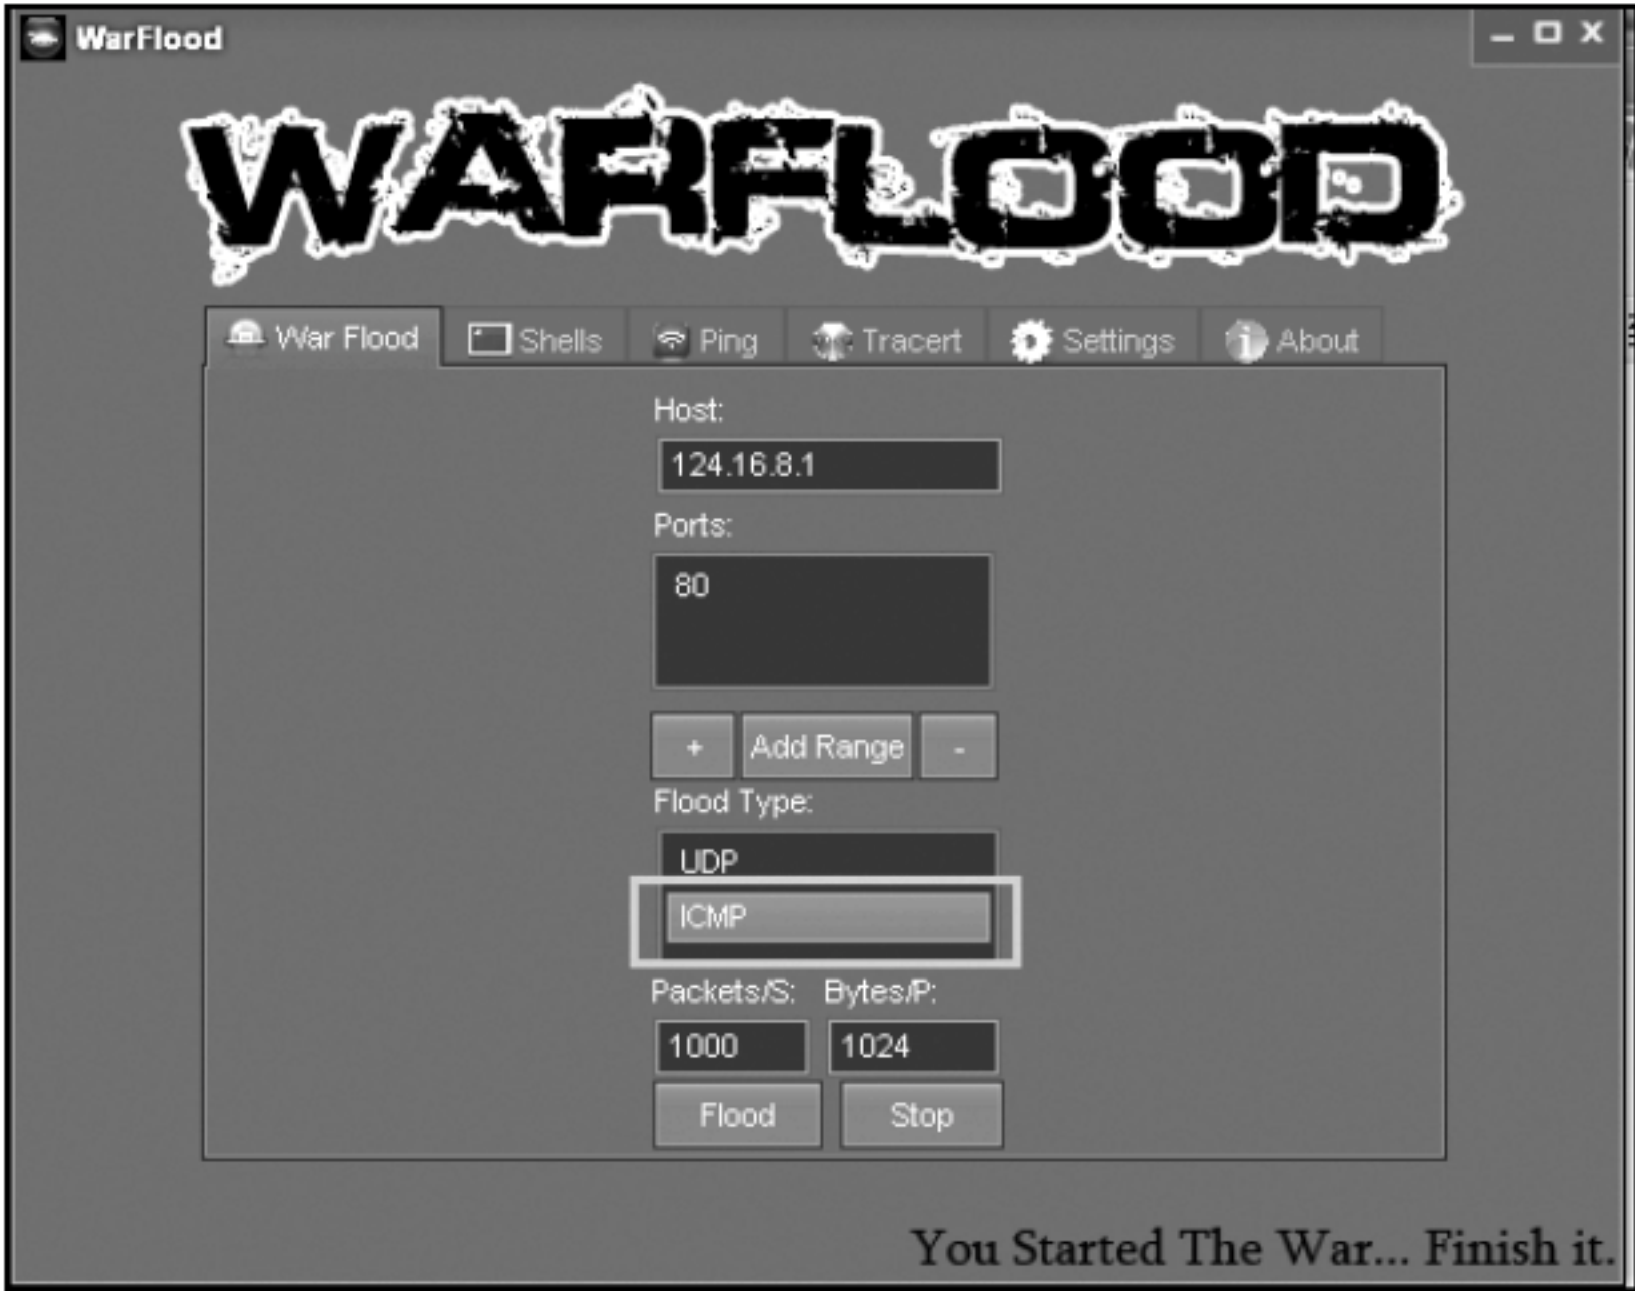 WarFlood
WARFLOOD
War Flood Shells Ping Tracert Settings About
Host:
124.16.8.1
Ports:
80
+ Add Range -
Flood Type:
UDP
ICMP
Packets/S: Bytes/P:
1000 1024
Flood Stop
You Started The War... Finish it.